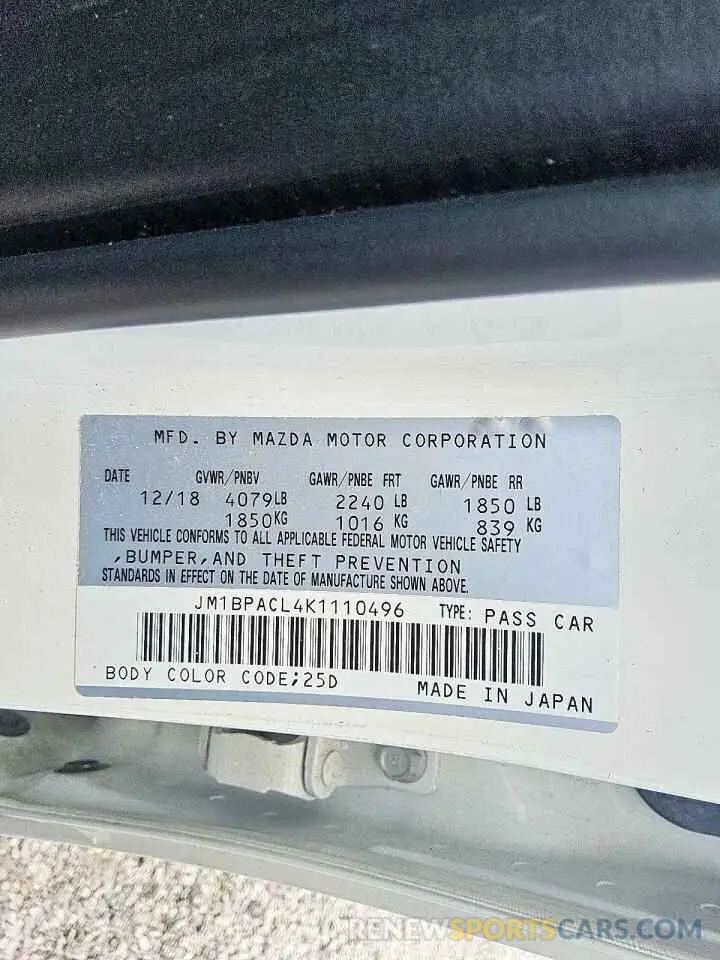 MFD. BY MAZDA MOTOR CORPORATION
DATE GVWR/PNBV GAWR/PNBE FRT GAWR/PNBE RR
12/18 4079LB 2240 LB 1850 LB
1850KG 1016 KG 839 KG
THIS VEHICLE CONFORMS TO ALL APPLICABLE FEDERAL MOTOR VEHICLE SAFETY
,BUMPER,AND THEFT PREVENTION
STANDARDS IN EFFECT ON THE DATE OF MANUFACTURE SHOWN ABOVE.
JM1BPACL4K1110496 TYPE: PASS CAR
BODY COLOR CODE;25D MADE IN JAPAN
RENEWSPORTSCARS.COM